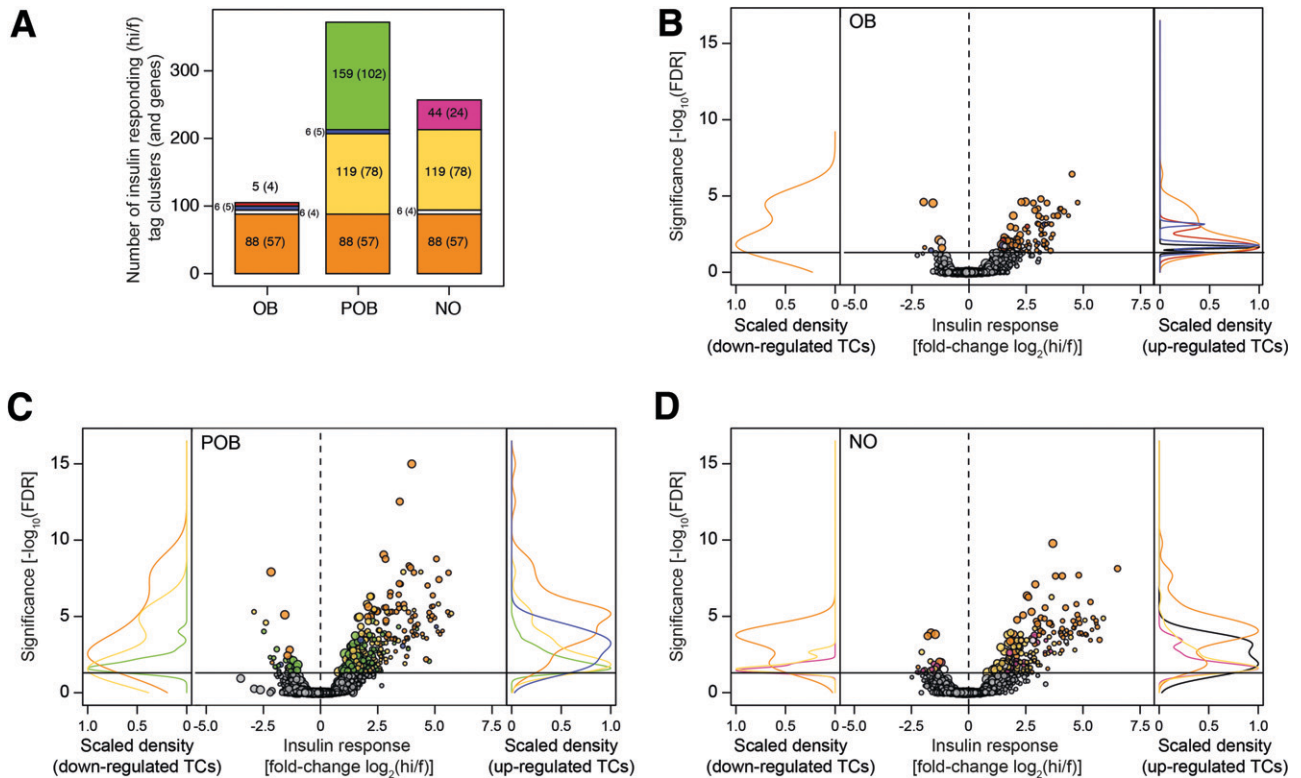 A
Number of insulin responding (hi/f)
tag clusters (and genes)
300
200
100
0
5 (4)
6 (5)
88 (57)
159 (102)
6 (5)
119 (78)
6 (4)
88 (57)
44 (24)
119 (78)
6 (4)
88 (57)
OB
POB
NO
B
OB
Significance [-log10(FDR)]
15
10
5
0
1.0 0.5 0 -5.0 -2.5 0 2.5 5.0 7.5 0 0.5 1.0
Scaled density
(down-regulated TCs)
Insulin response
[fold-change log2(hi/f)]
Scaled density
(up-regulated TCs)
C
POB
Significance [-log10(FDR)]
15
10
5
0
1.0 0.5 0 -5.0 -2.5 0 2.5 5.0 7.5 0 0.5 1.0
Scaled density
(down-regulated TCs)
Insulin response
[fold-change log2(hi/f)]
Scaled density
(up-regulated TCs)
D
NO
Significance [-log10(FDR)]
15
10
5
0
1.0 0.5 0 -5.0 -2.5 0 2.5 5.0 7.5 0 0.5 1.0
Scaled density
(down-regulated TCs)
Insulin response
[fold-change log2(hi/f)]
Scaled density
(up-regulated TCs)